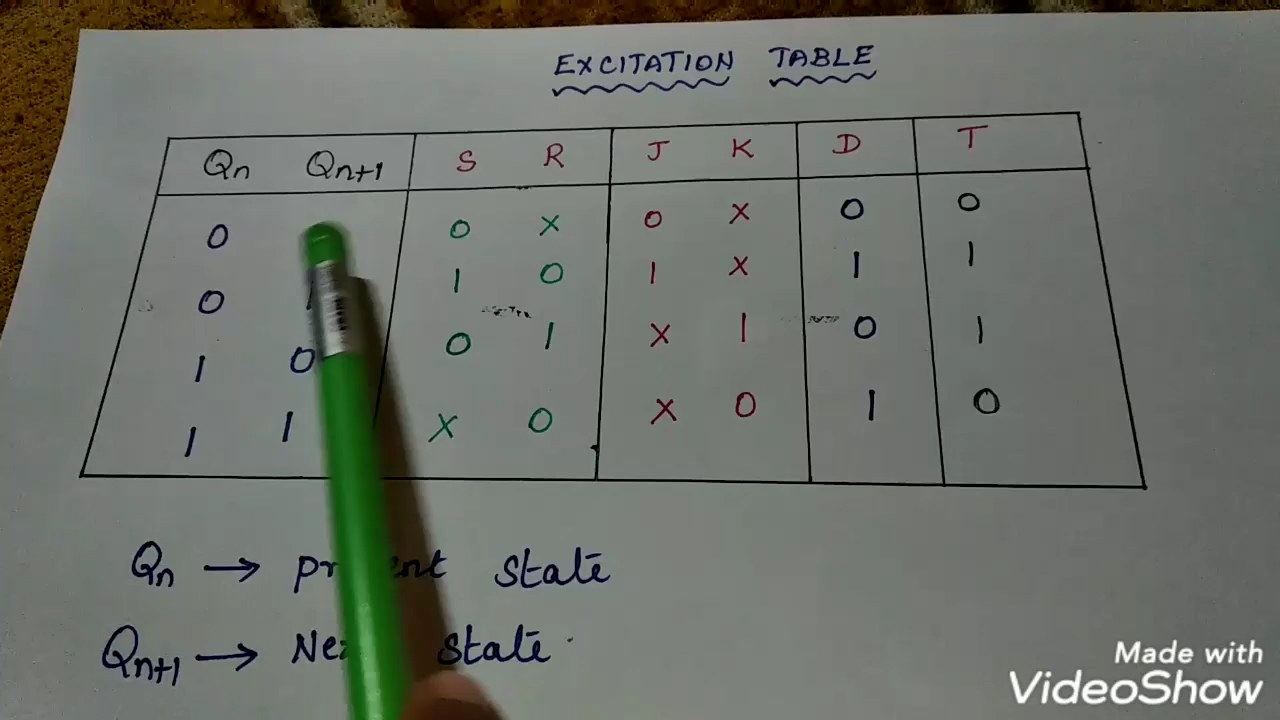 EXCITATION TABLE
Qn Qn+1 S R J K D T
0 0 X 0 X 0 0
0 1 1 0 1 X 1 1
1 0 0 1 X 1 0 1
1 1 X 0 X 0 1 0
Qn → state
Qn+1 → state
Made with
VideoShow